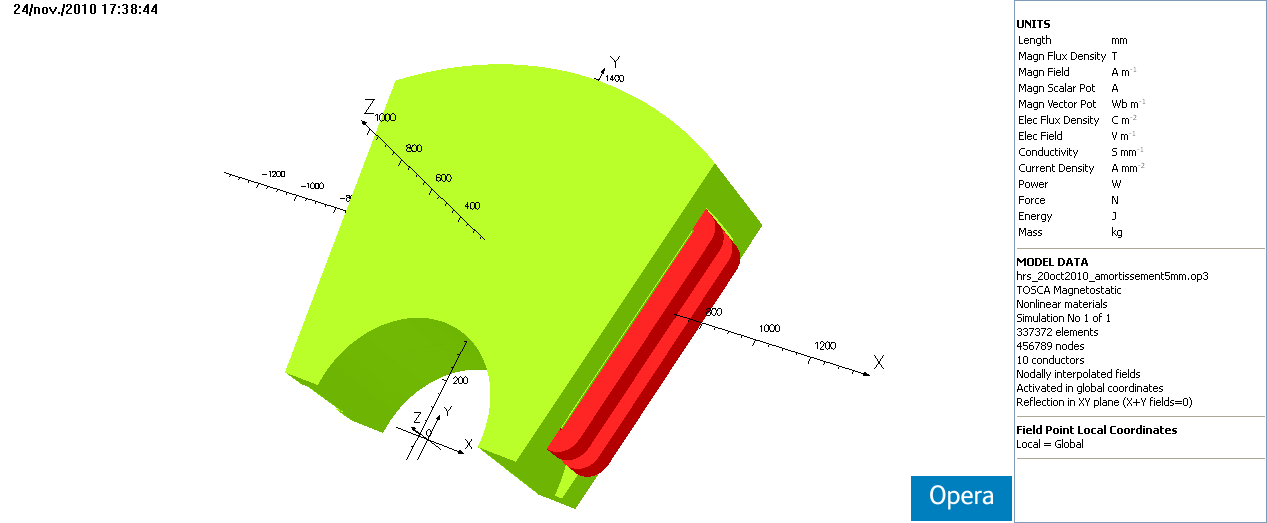 24/nov./2010 17:38:44
Y
1400
Z
1000
800
600
400
-1200
-1000
-8
200
Z
Y
0
X
800
1000
1200
X
Opera
UNITS
Length mm
Magn Flux Density T
Magn Field A m-1
Magn Scalar Pot A
Magn Vector Pot Wb m-1
Elec Flux Density C m-2
Elec Field V m-1
Conductivity S mm-1
Current Density A mm-2
Power W
Force N
Energy J
Mass kg
MODEL DATA
hrs_20oct2010_amortissement5mm.op3
TOSCA Magnetostatic
Nonlinear materials
Simulation No 1 of 1
337372 elements
456789 nodes
10 conductors
Nodally interpolated fields
Activated in global coordinates
Reflection in XY plane (X+Y fields=0)
Field Point Local Coordinates
Local = Global